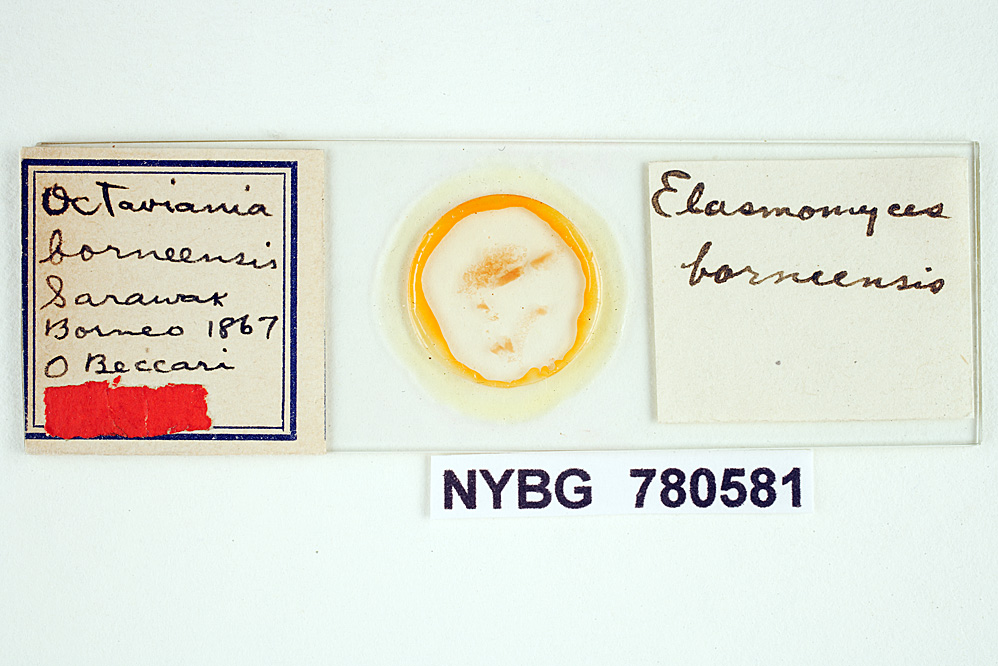 Octaviania
borneensis
Sarawak
Borneo 1867
O Beccari
Elasmomyces
borneensis
NYBG 780581